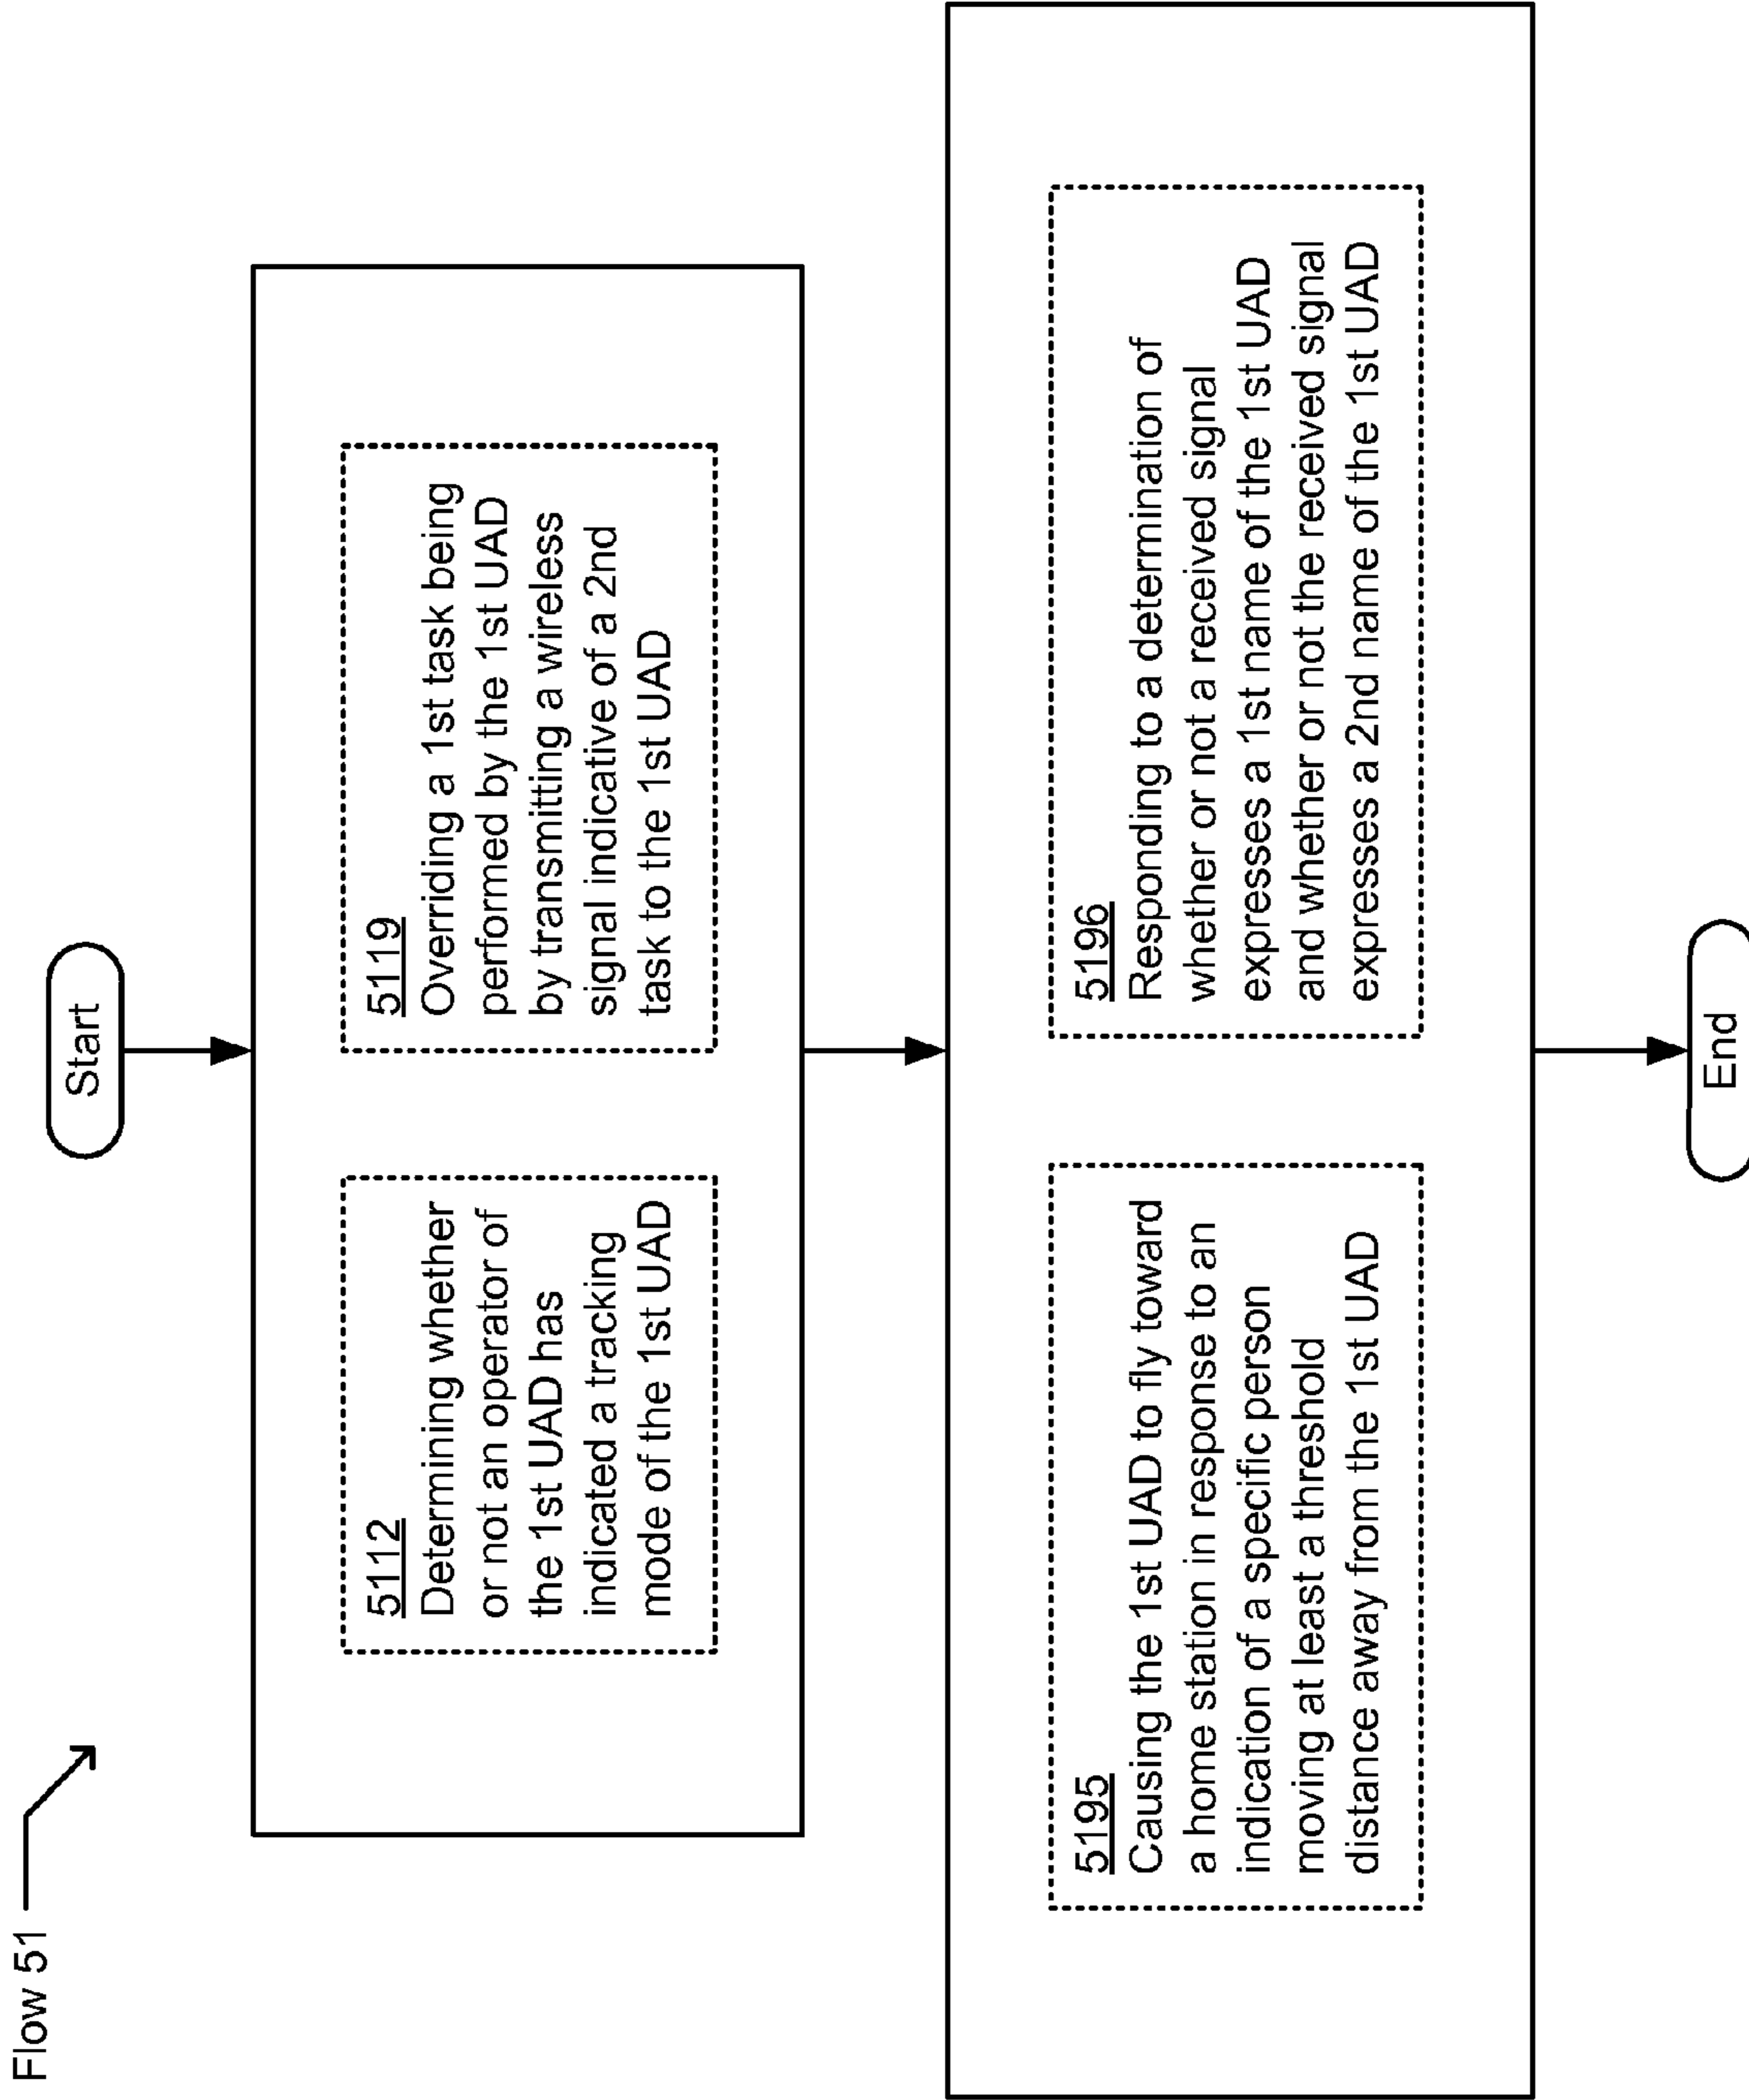 Flow 51
Start
5112
Determining whether
or not an operator of
the 1st UAD has
indicated a tracking
mode of the 1st UAD
5119
Overriding a 1st task being
performed by the 1st UAD
by transmitting a wireless
signal indicative of a 2nd
task to the 1st UAD
5195
Causing the 1st UAD to fly toward
a home station in response to an
indication of a specific person
moving at least a threshold
distance away from the 1st UAD
5196
Responding to a determination of
whether or not a received signal
expresses a 1st name of the 1st UAD
and whether or not the received signal
expresses a 2nd name of the 1st UAD
End